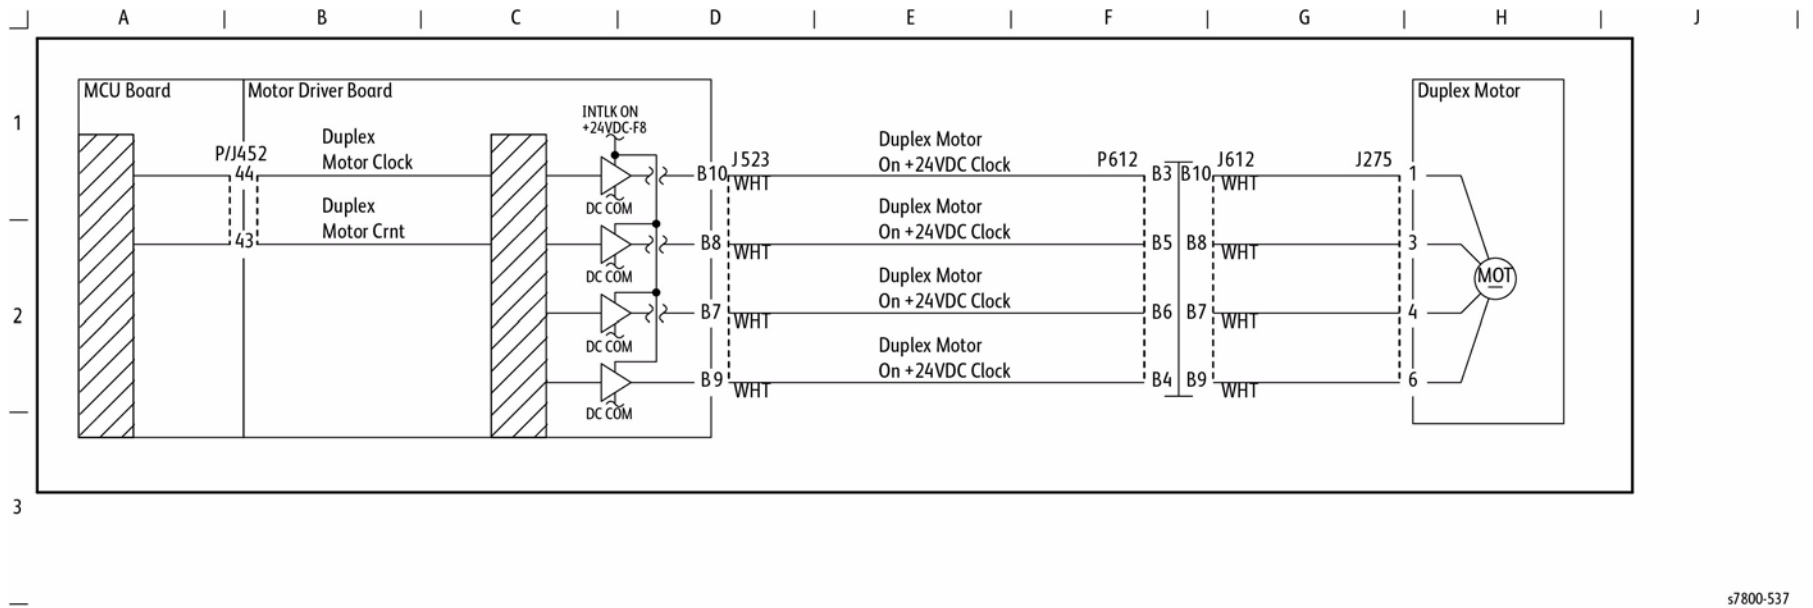 A B C D E F G H J
1
2
3
MCU Board
Motor Driver Board
Duplex Motor
INTLK ON
+24VDC-F8
P/J452
Duplex
Motor Clock
44
Duplex
Motor Crnt
43
DC COM
DC COM
DC COM
DC COM
J523
B10
WHT
B8
WHT
B7
WHT
B9
WHT
Duplex Motor
On +24VDC Clock
Duplex Motor
On +24VDC Clock
Duplex Motor
On +24VDC Clock
Duplex Motor
On +24VDC Clock
P612
J612
B3 B10
WHT
B5 B8
WHT
B6 B7
WHT
B4 B9
WHT
J275
1
3
4
6
MOT
s7800-537